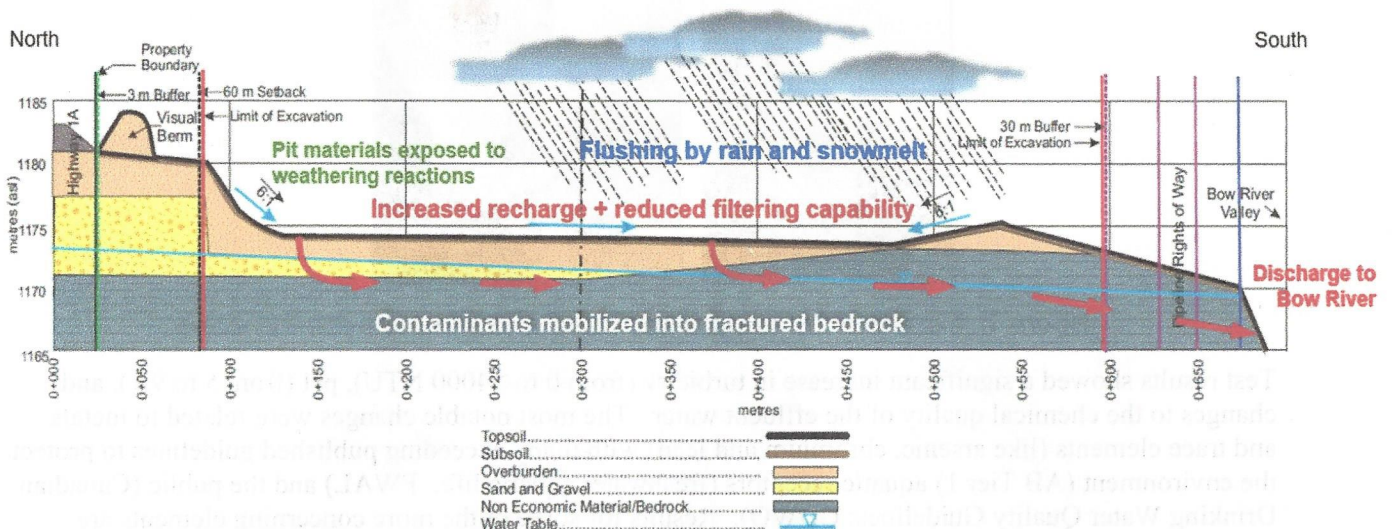 North
South
Property
Boundary
3 m Buffer
60 m Setback
Limit of Excavation
Visual
Berm
Highway 1A
30 m Buffer
Limit of Excavation
Pit materials exposed to
weathering reactions
Flushing by rain and snowmelt
Increased recharge + reduced filtering capability
6:1
6:1
Pipeline Rights of Way
Bow River
Valley
Discharge to
Bow River
Contaminants mobilized into fractured bedrock
metres (asl)
1185
1180
1175
1170
1165
0+000
0+050
0+100
0+150
0+200
0+250
0+300
0+350
0+400
0+450
0+500
0+550
0+600
0+650
metres
Topsoil
Subsoil
Overburden
Sand and Gravel
Non Economic Material/Bedrock
Water Table